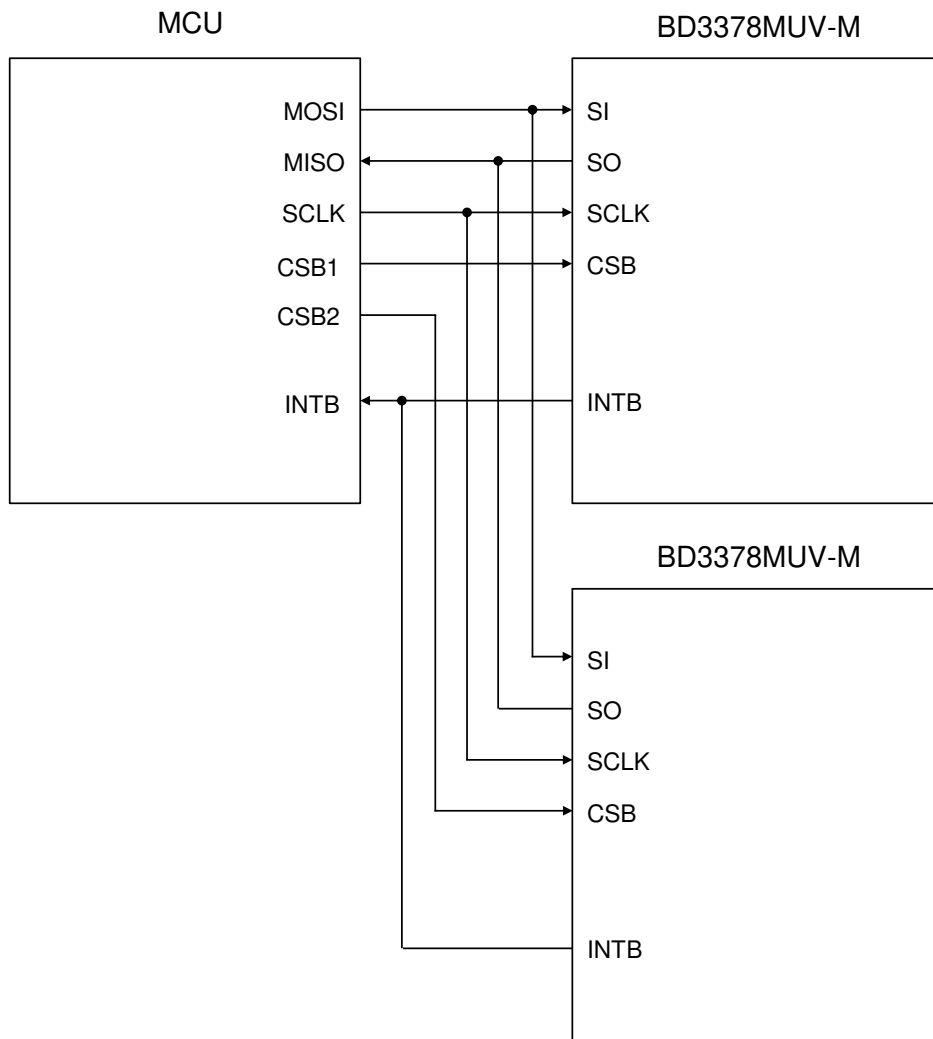 MCU
MOSI
MISO
SCLK
CSB1
CSB2
INTB
BD3378MUV-M
SI
SO
SCLK
CSB
INTB
BD3378MUV-M
SI
SO
SCLK
CSB
INTB